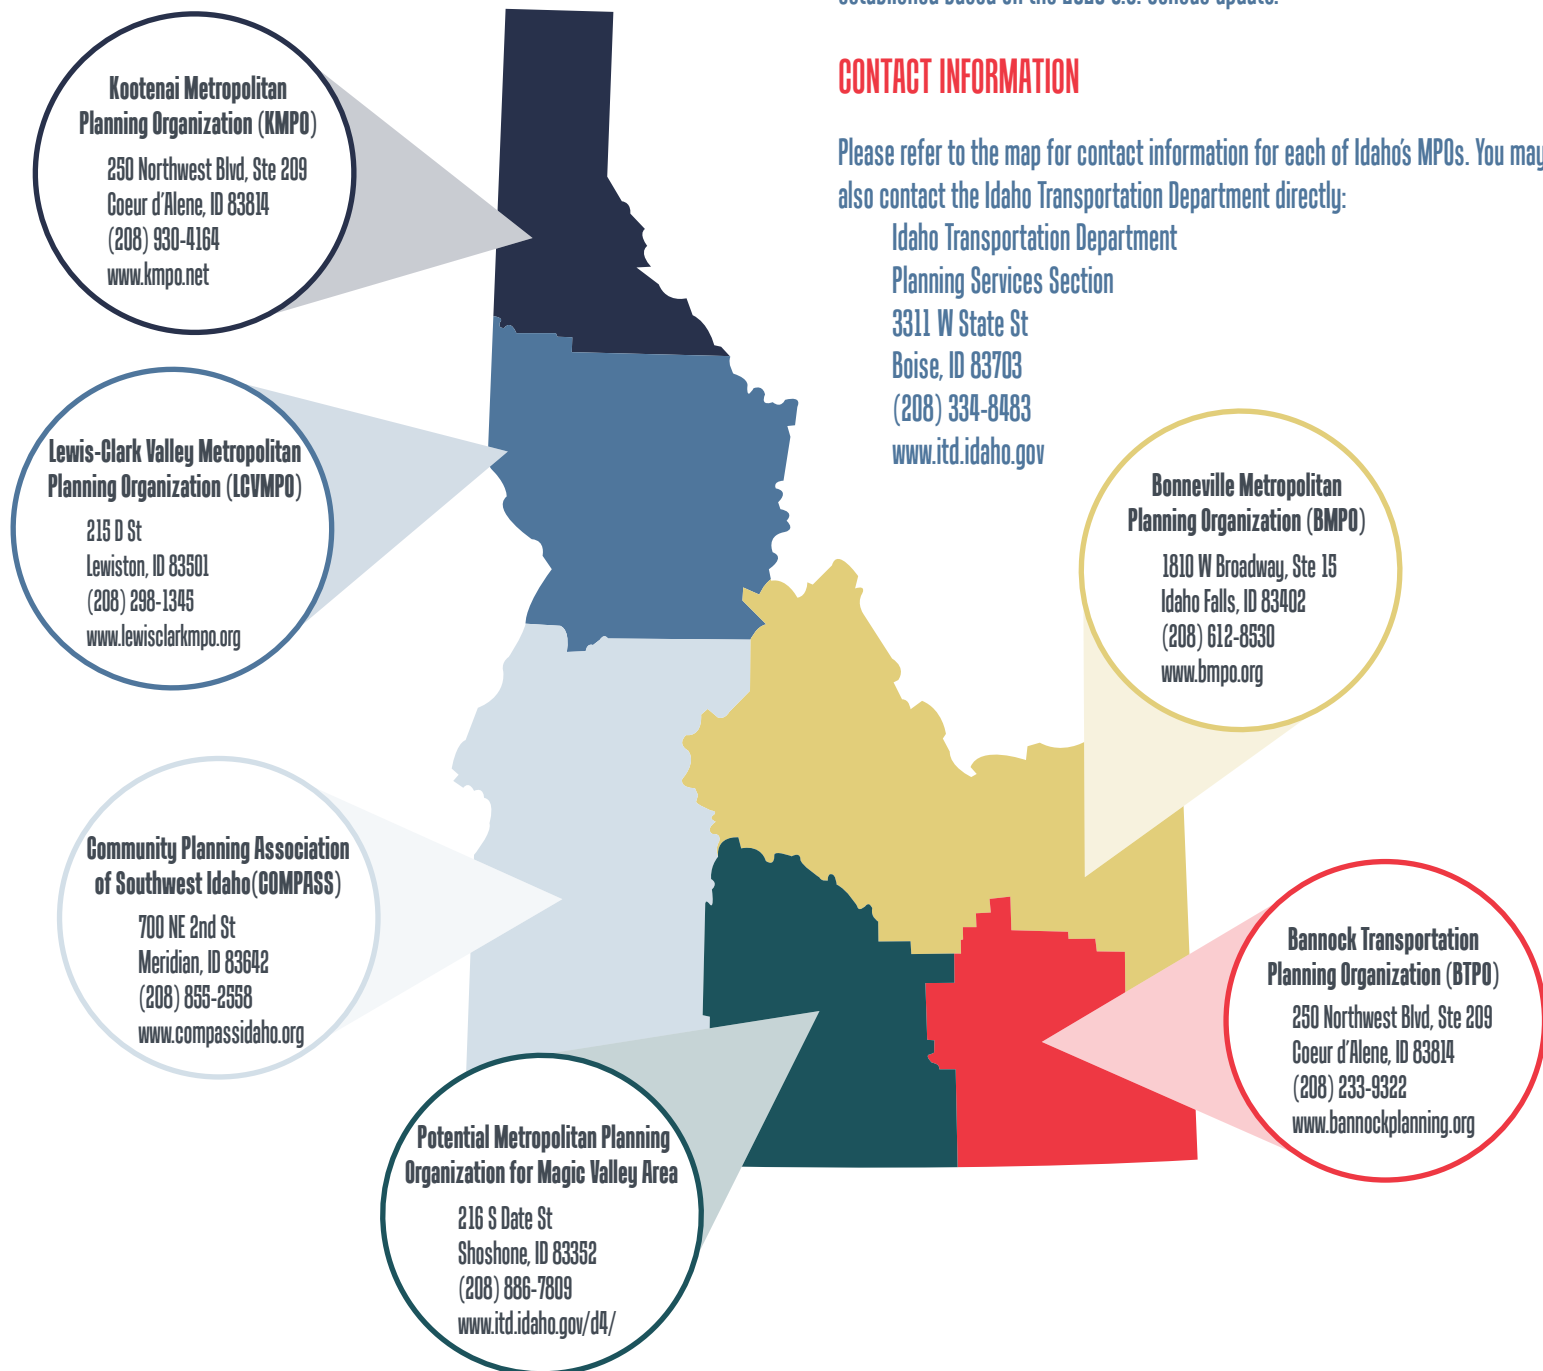 established based on the 2020 U.S. Census update.
CONTACT INFORMATION
Please refer to the map for contact information for each of Idaho's MPOs. You may
also contact the Idaho Transportation Department directly:
Idaho Transportation Department
Planning Services Section
3311 W State St
Boise, ID 83703
(208) 334-8483
www.itd.idaho.gov
Kootenai Metropolitan
Planning Organization (KMPO)
250 Northwest Blvd, Ste 209
Coeur d'Alene, ID 83814
(208) 930-4164
www.kmpo.net
Lewis-Clark Valley Metropolitan
Planning Organization (LCVMPO)
215 D St
Lewiston, ID 83501
(208) 298-1345
www.lewisclarkmpo.org
Bonneville Metropolitan
Planning Organization (BMPO)
1810 W Broadway, Ste 15
Idaho Falls, ID 83402
(208) 612-8530
www.bmpo.org
Community Planning Association
of Southwest Idaho(COMPASS)
700 NE 2nd St
Meridian, ID 83642
(208) 855-2558
www.compassidaho.org
Bannock Transportation
Planning Organization (BTPO)
250 Northwest Blvd, Ste 209
Coeur d'Alene, ID 83814
(208) 233-9322
www.bannockplanning.org
Potential Metropolitan Planning
Organization for Magic Valley Area
216 S Date St
Shoshone, ID 83352
(208) 886-7809
www.itd.idaho.gov/d4/